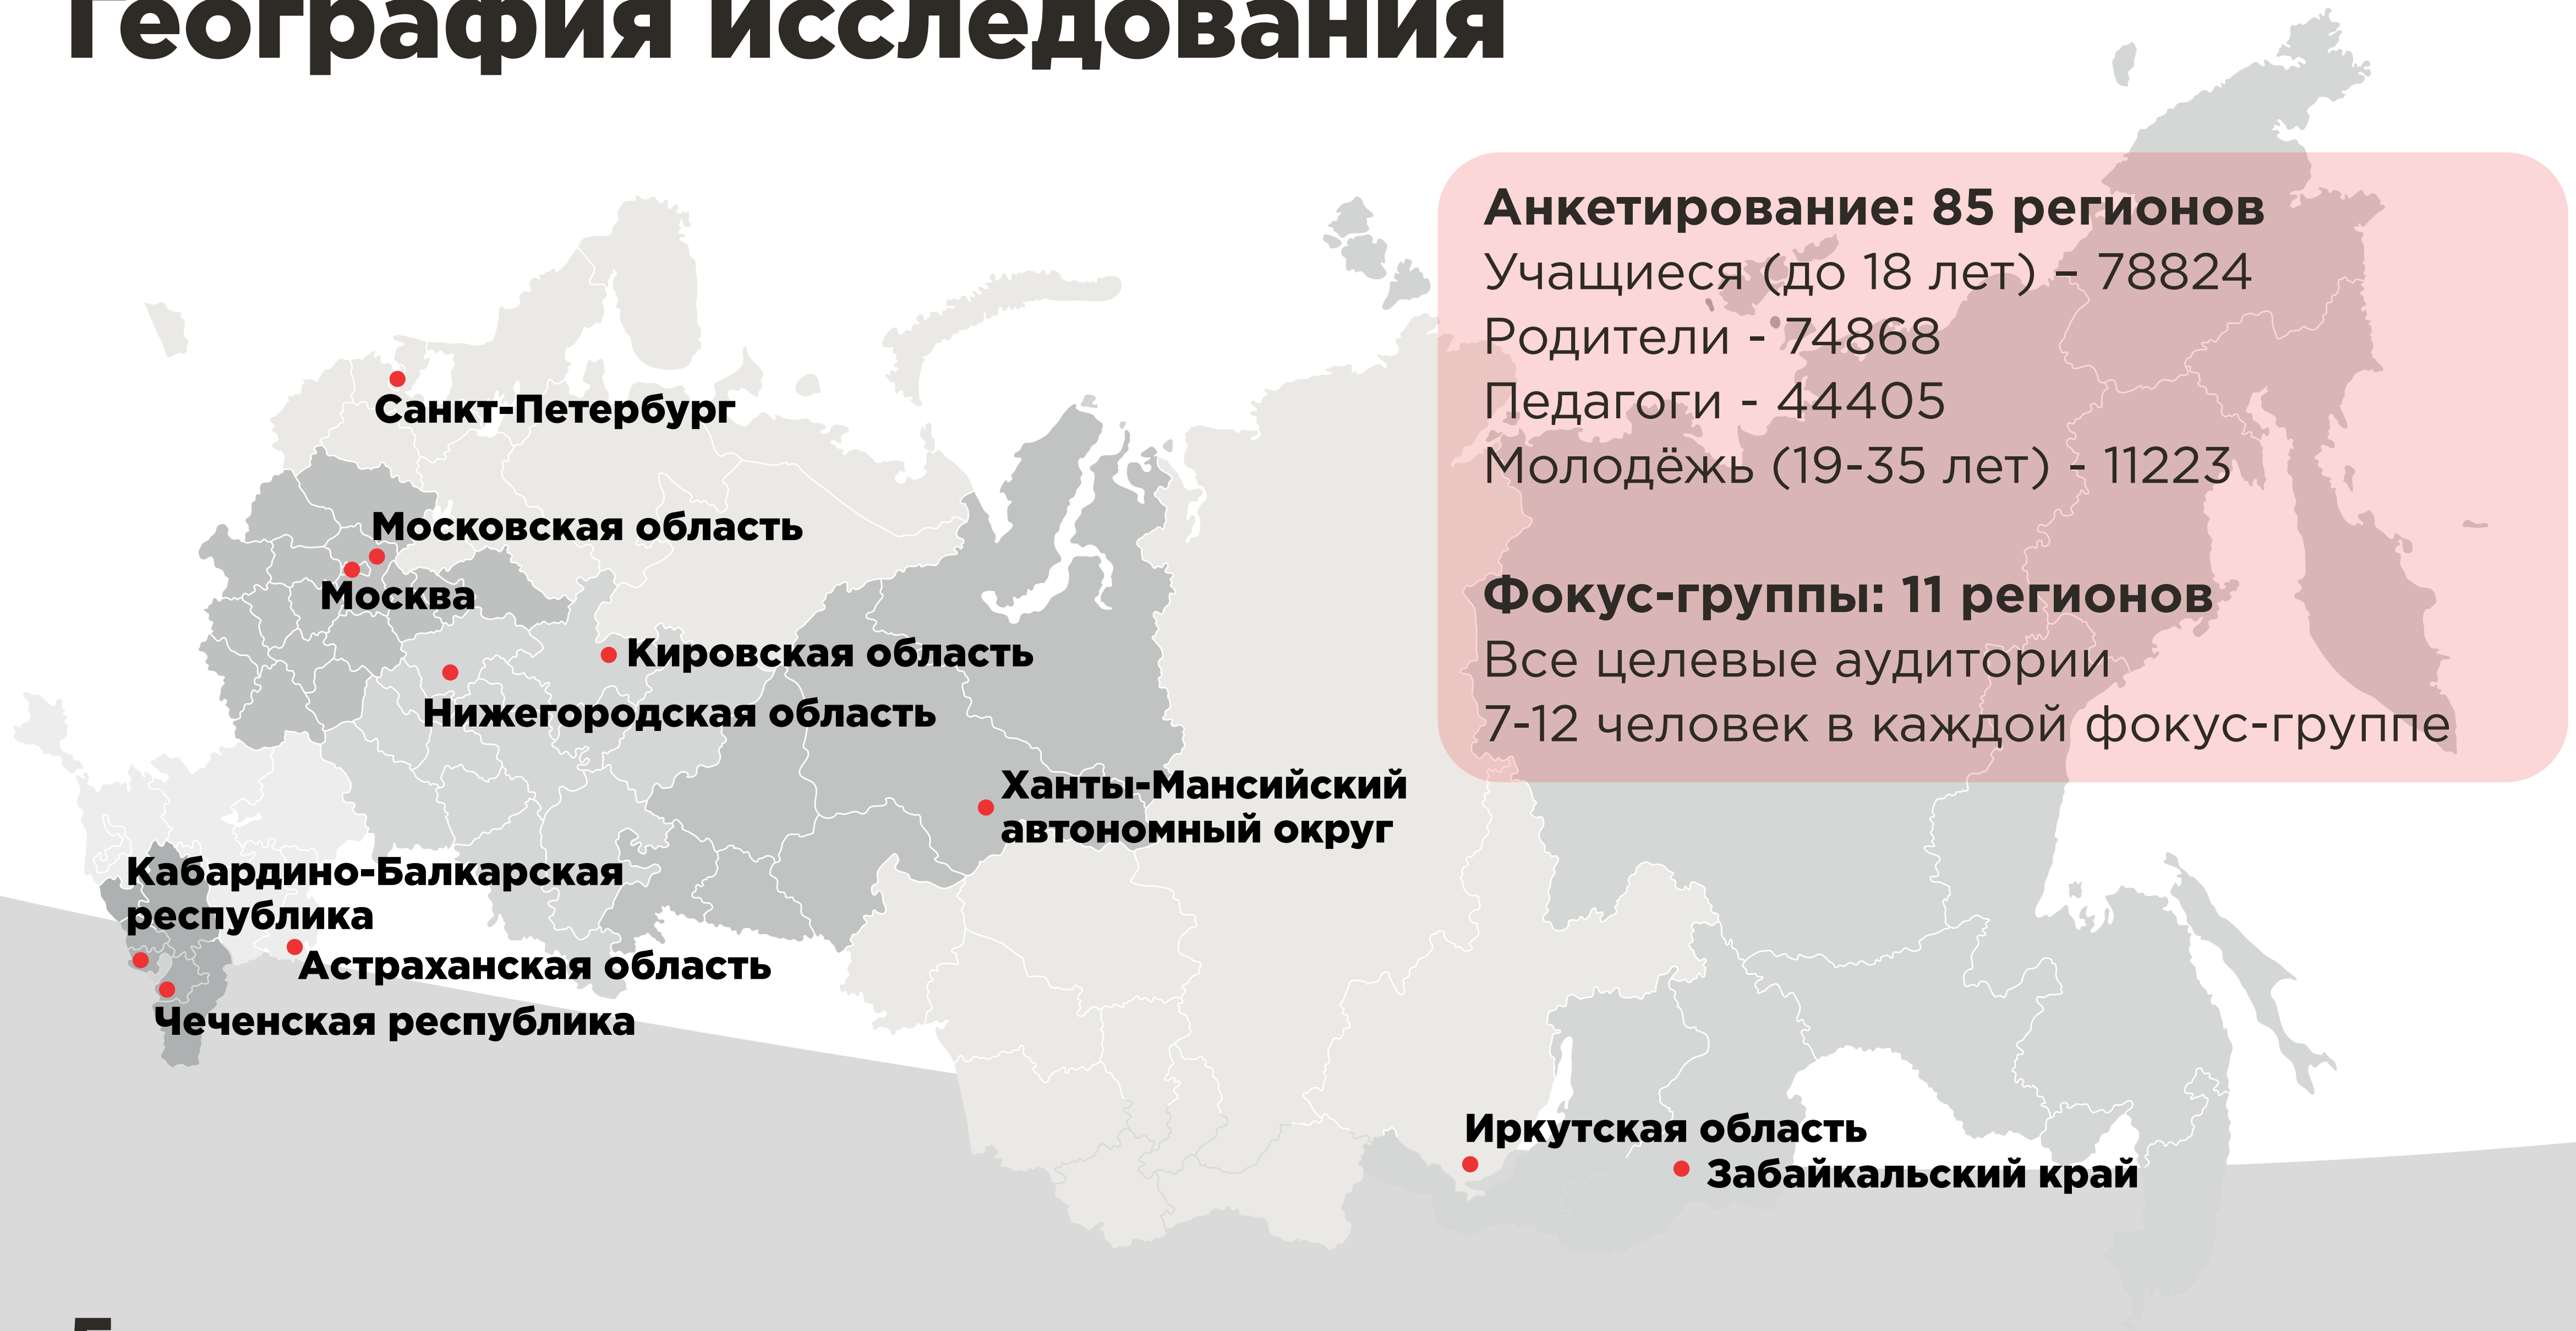 География исследования
Анкетирование: 85 регионов
Учащиеся (до 18 лет) – 78824
Родители - 74868
Педагоги - 44405
Молодёжь (19-35 лет) - 11223
Фокус-группы: 11 регионов
Все целевые аудитории
7-12 человек в каждой фокус-группе
Санкт-Петербург
Московская область
Москва
Кировская область
Нижегородская область
Ханты-Мансийский
автономный округ
Кабардино-Балкарская
республика
Астраханская область
Чеченская республика
Иркутская область
Забайкальский край